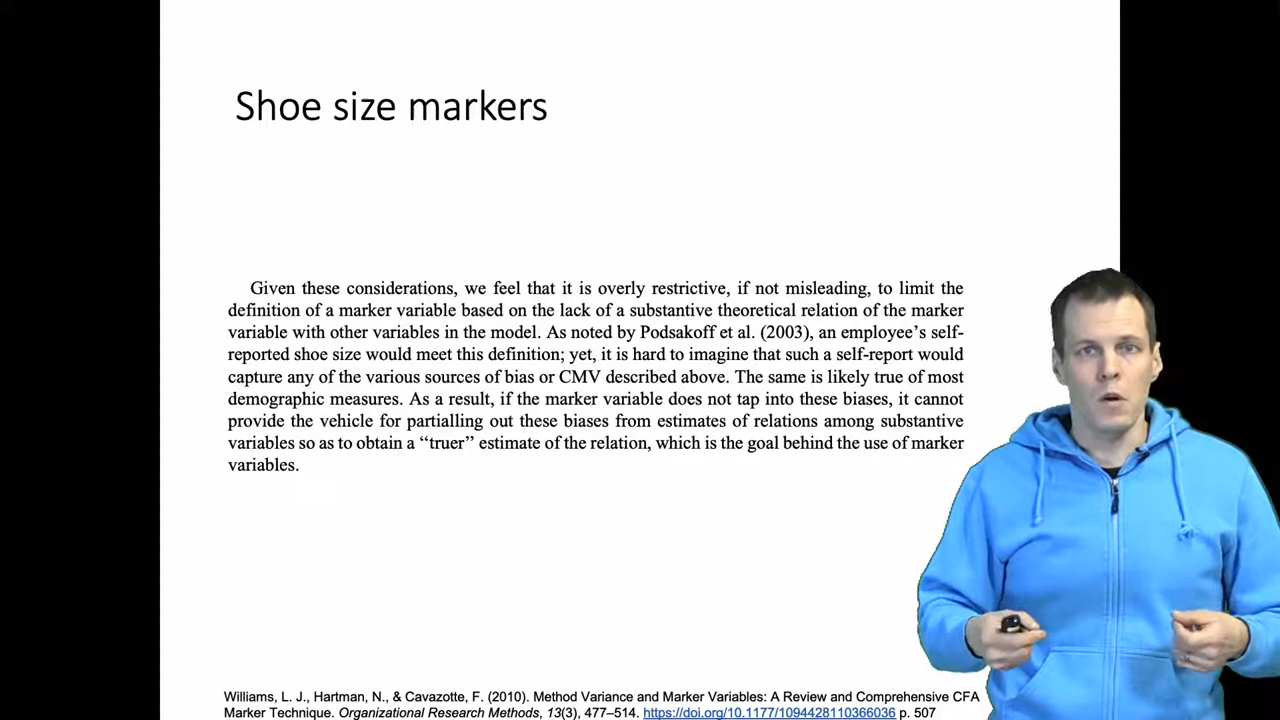 Shoe size markers
Given these considerations, we feel that it is overly restrictive, if not misleading, to limit the
definition of a marker variable based on the lack of a substantive theoretical relation of the marker
variable with other variables in the model. As noted by Podsakoff et al. (2003), an employee's self-
reported shoe size would meet this definition; yet, it is hard to imagine that such a self-report would
capture any of the various sources of bias or CMV described above. The same is likely true of most
demographic measures. As a result, if the marker variable does not tap into these biases, it cannot
provide the vehicle for partialling out these biases from estimates of relations among substantive
variables so as to obtain a “truer” estimate of the relation, which is the goal behind the use of marker
variables.
Williams, L. J., Hartman, N., & Cavazotte, F. (2010). Method Variance and Marker Variables: A Review and Comprehensive CFA
Marker Technique. Organizational Research Methods, 13(3), 477–514. https://doi.org/10.1177/1094428110366036 p. 507